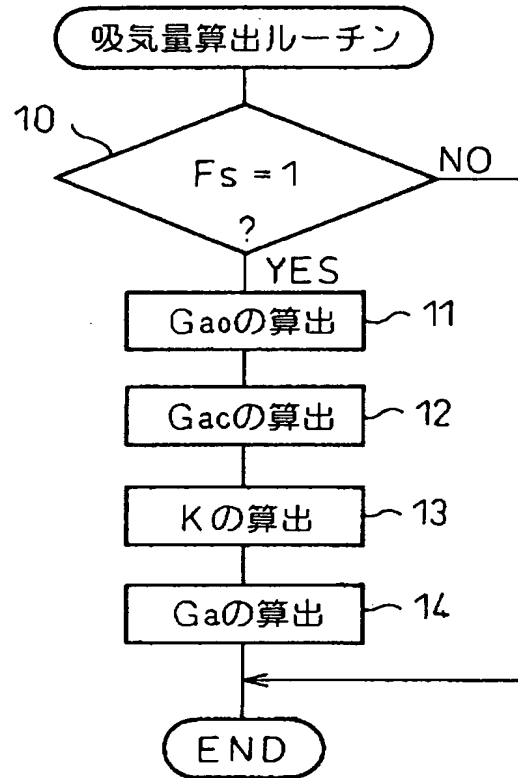 吸気量算出ルーチン
10
Fs = 1
?
NO
YES
Gaoの算出
11
Gacの算出
12
Kの算出
13
Gaの算出
14
END